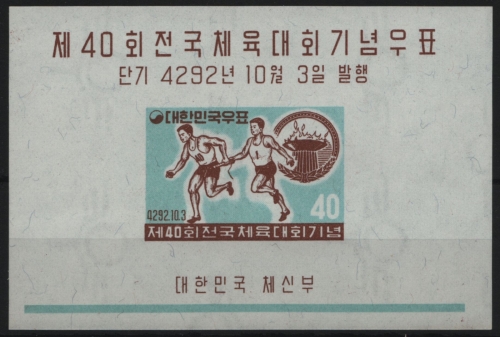 제40회전국체육대회기념우표
단기 4292년 10월 3일 발행
대한민국우표
4292.10.3
40
제40회전국체육대회기념
대한민국 체신부